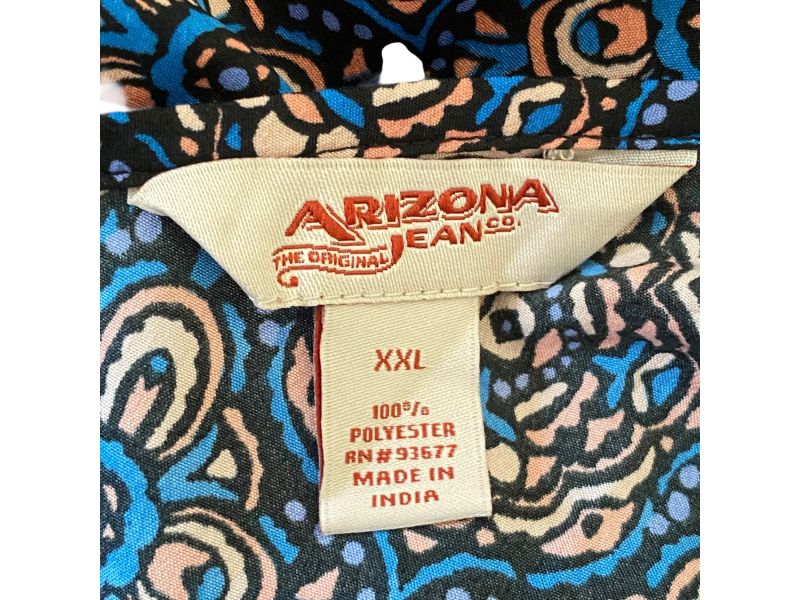 ARIZONA
THE ORIGINAL JEAN CO.
XXL
100%
POLYESTER
RN#93677
MADE IN
INDIA